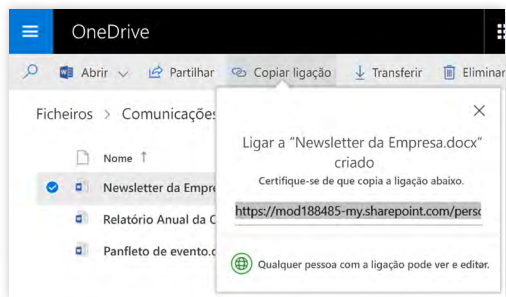 OneDrive
Abrir Partilhar Copiar ligação Transferir Eliminar
Ficheiros > Comunicações
Ligar a "Newsletter da Empresa.docx"
criado
Certifique-se de que copia a ligação abaixo.
Nome ↑
Newsletter da Empre
https://mod188485-my.sharepoint.com/persc
Relatório Anual da C
Panfleto de evento.d
Qualquer pessoa com a ligação pode ver e editar.